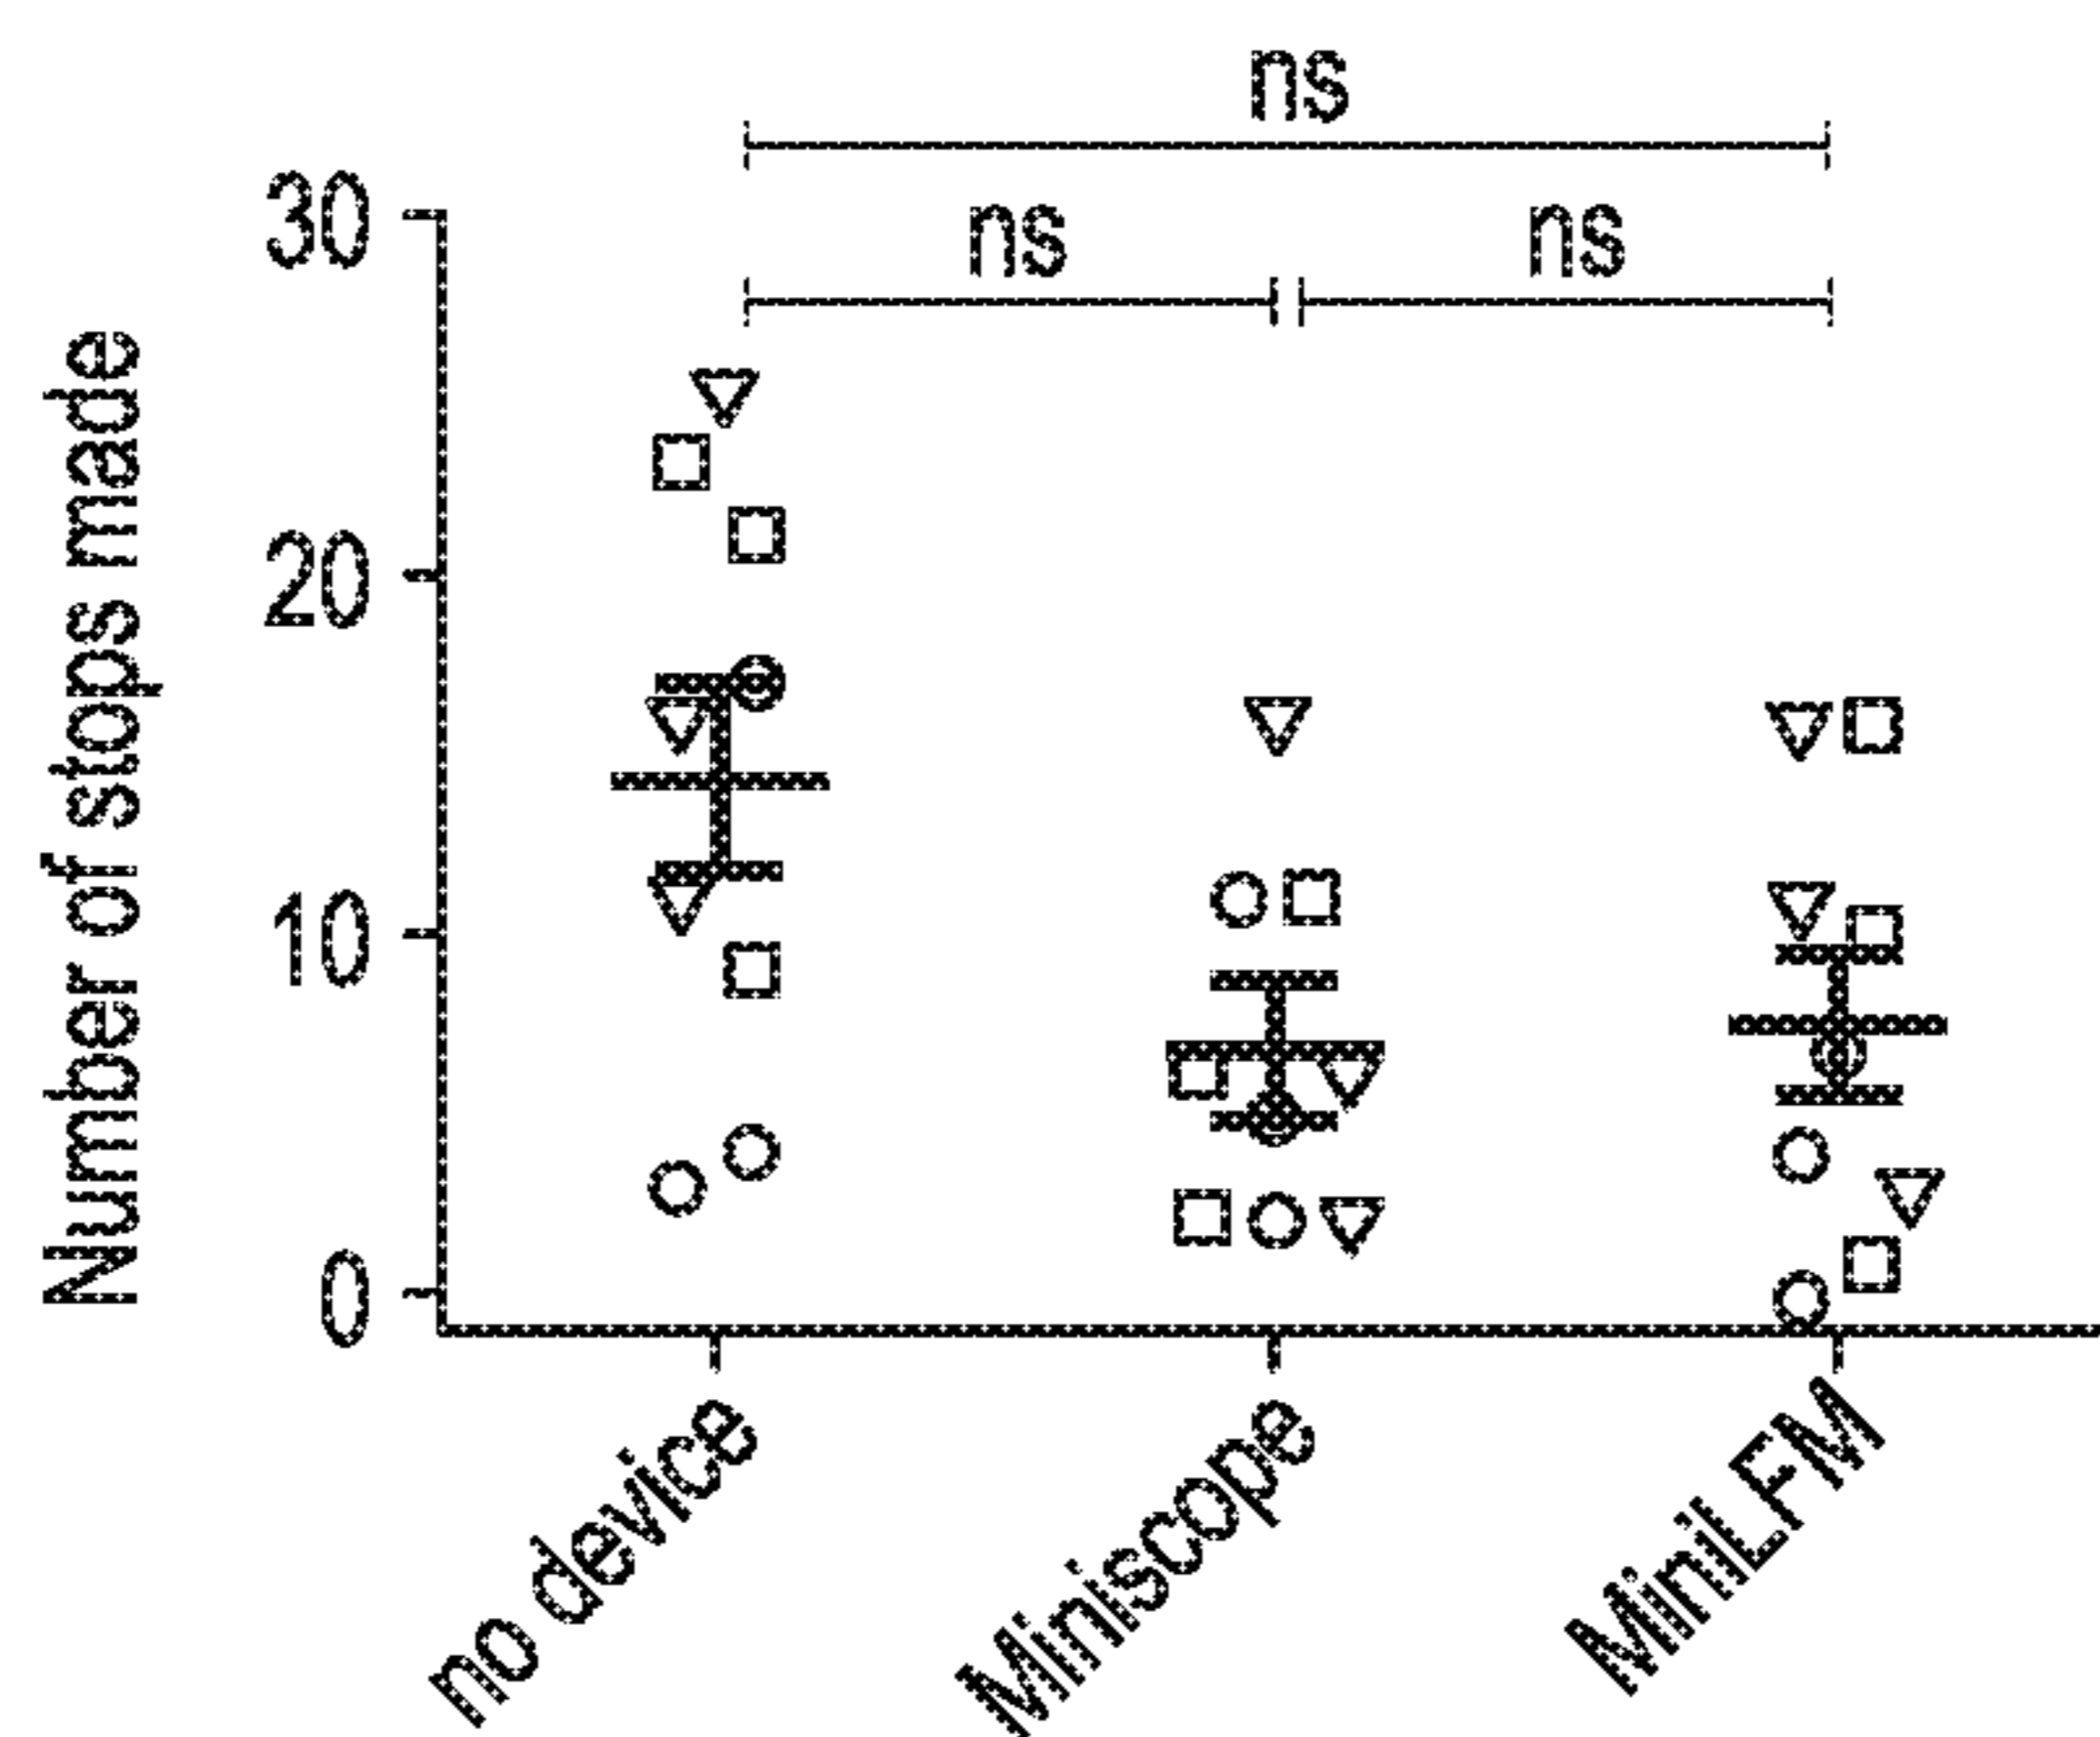 ns
ns ns
30
20
10
0
Number of stops made
no device
Miniscope
MiniLFM